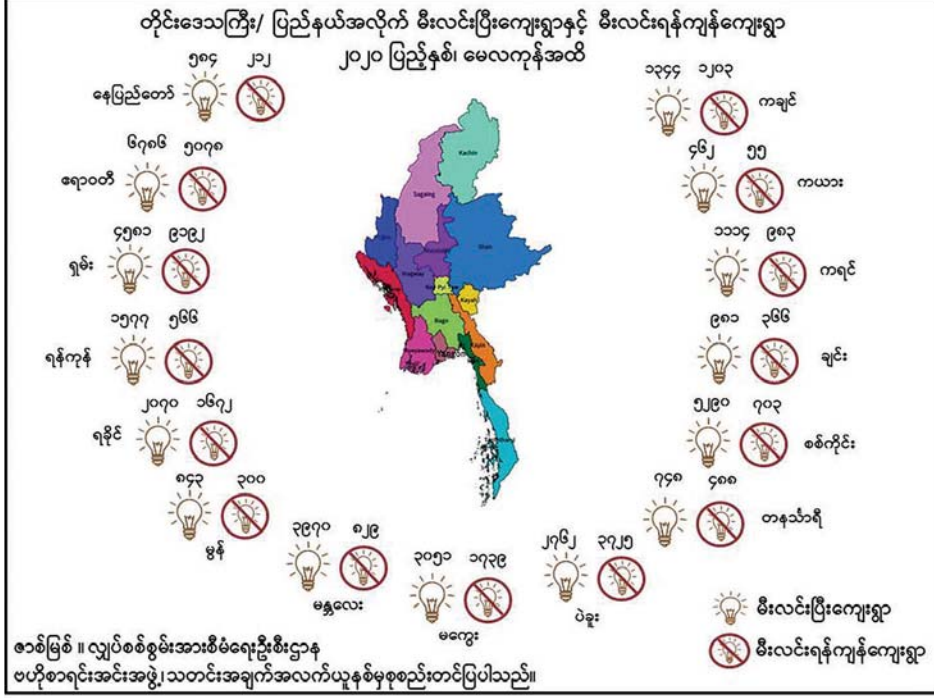 တိုင်းဒေသကြီး/ ပြည်နယ်အလိုက် မီးလင်းပြီးကျေးရွာနှင့် မီးလင်းရန်ကျန်ကျေးရွာ
၂၀၂၀ ပြည့်နှစ်၊ မေလကုန်အထိ
နေပြည်တော် ၅၈၄ ၂၁၂
ဧရာဝတီ ၆၇၈၆ ၅၀၇၈
ရှမ်း ၄၅၈၁ ၉၁၉၂
ရန်ကုန် ၁၅၇၇ ၅၆၆
ရခိုင် ၂၀၇၀ ၁၆၇၂
၈၄၃ ၃၀၀
မွန်
၃၉၇၀ ၈၂၉
မန္တလေး
၃၀၅၁ ၁၇၃၉
မကွေး
၂၇၆၂ ၃၇၂၅
ပဲခူး
၁၃၄၄ ၁၂၀၃ ကချင်
၄၆၂ ၅၅ ကယား
၁၁၁၄ ၉၈၃ ကရင်
၉၈၁ ၃၆၆ ချင်း
၅၂၉၀ ၇၀၃ စစ်ကိုင်း
၇၄၈ ၄၈၈ တနင်္သာရီ
Kachin
Sagaing
Shan
Magway
Kayah
Bago
Yangon
မီးလင်းပြီးကျေးရွာ
မီးလင်းရန်ကျန်ကျေးရွာ
ဇာစ်မြစ် ။ လျှပ်စစ်စွမ်းအားစီမံရေးဦးစီးဌာန
ဗဟိုစာရင်းအင်းအဖွဲ့၊ သတင်းအချက်အလက်ယူနစ်မှစုစည်းတင်ပြပါသည်။